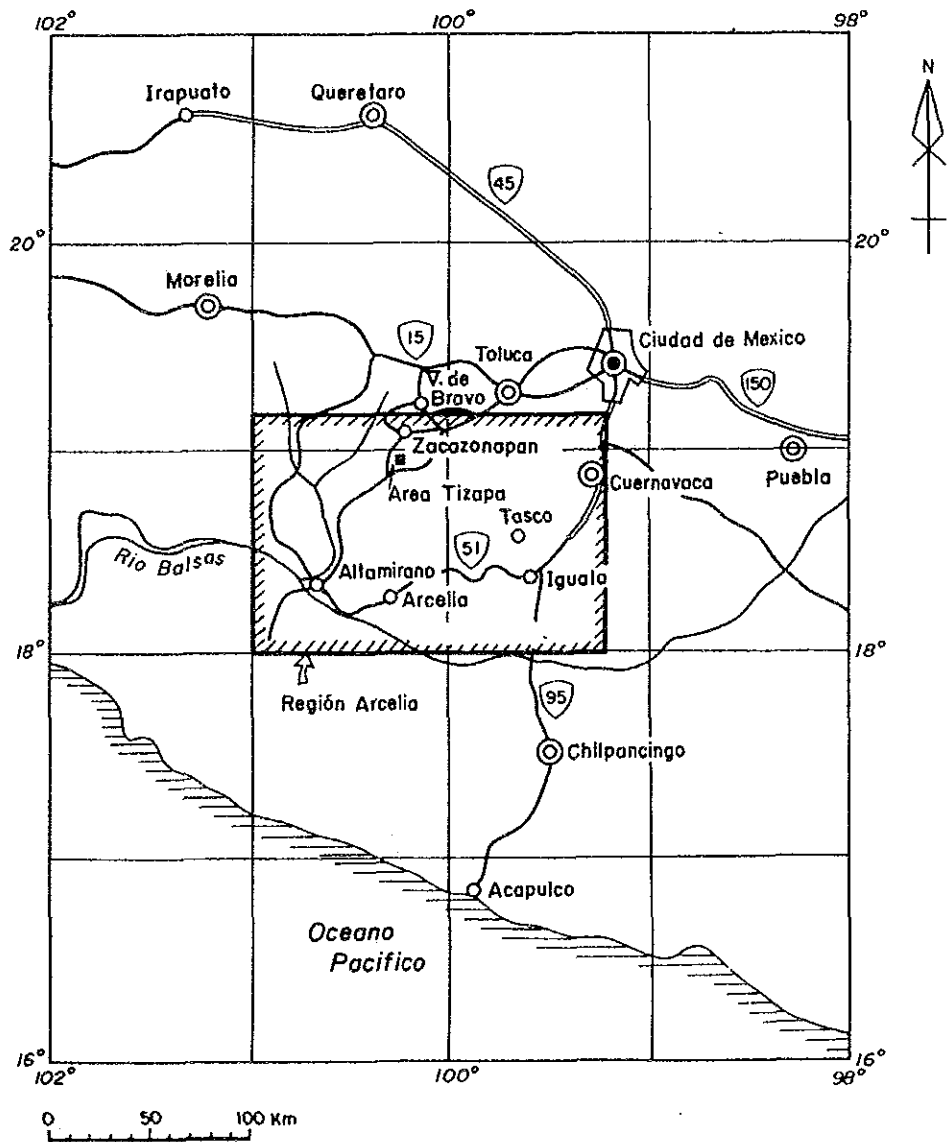 102°
100°
98°
N
Irapuato
Queretaro
45
20°
20°
Morelia
Ciudad de Mexico
15
Toluca
150
V. de
Bravo
Zacazonapan
Puebla
Cuernavaca
Area Tizapa
Tasco
51
Rio Balsas
Altamirano
Iguala
Arcelia
18°
18°
Región Arcelia
95
Chilpancingo
Acapulco
Oceano
Pacifico
16°
16°
102°
100°
98°
0 50 100 Km